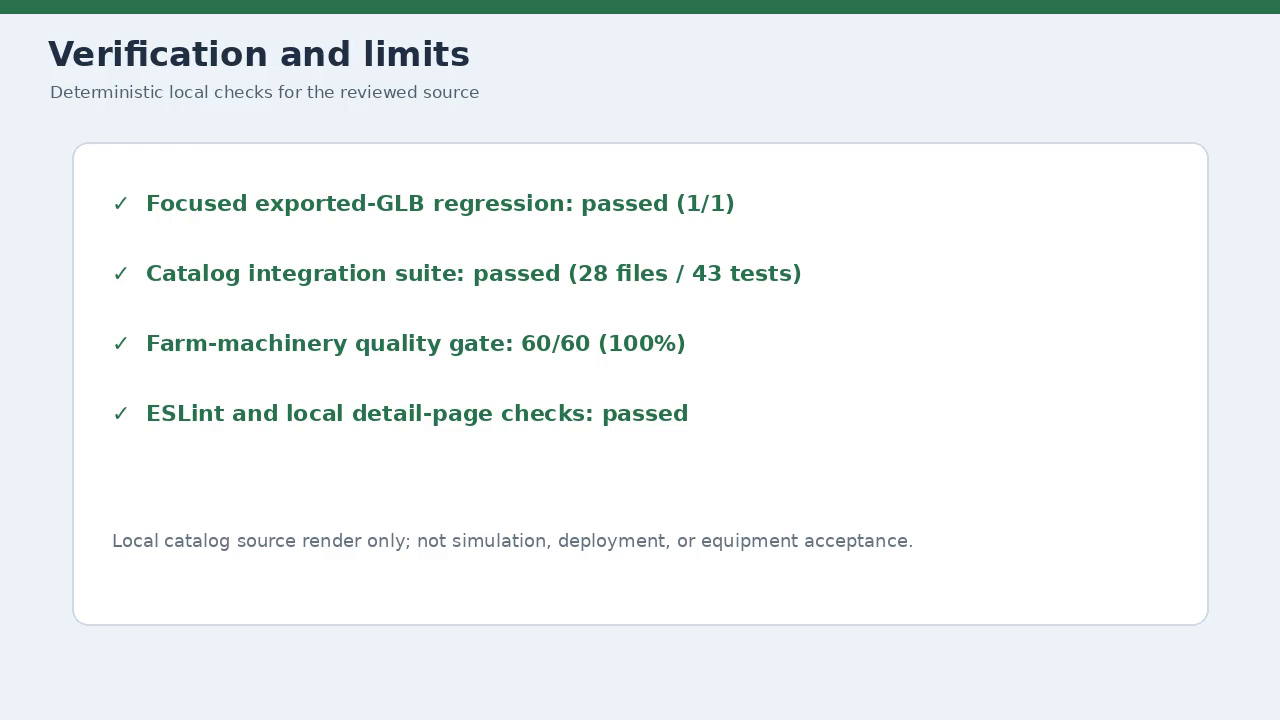 Verification and limits
Deterministic local checks for the reviewed source
✓ Focused exported-GLB regression: passed (1/1)
✓ Catalog integration suite: passed (28 files / 43 tests)
✓ Farm-machinery quality gate: 60/60 (100%)
✓ ESLint and local detail-page checks: passed
Local catalog source render only; not simulation, deployment, or equipment acceptance.